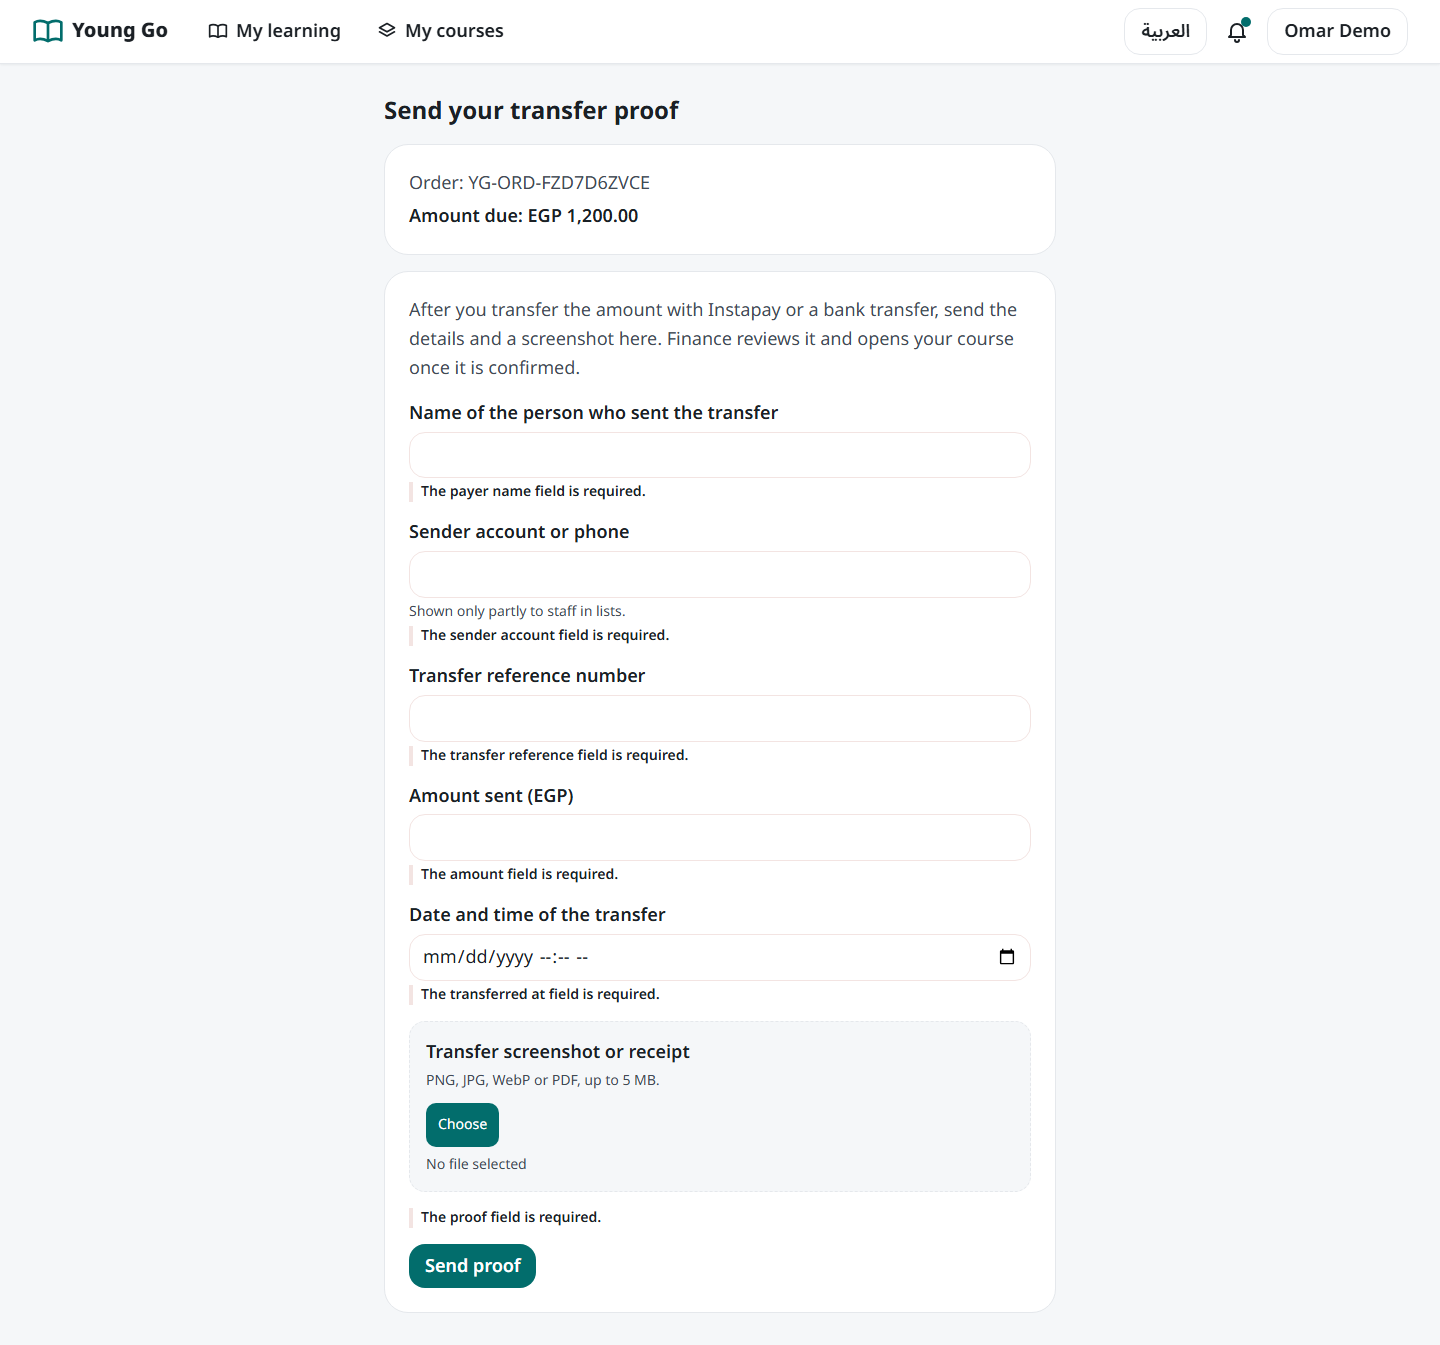 Young Go
My learning
My courses
العربية
Omar Demo
Send your transfer proof
Order: YG-ORD-FZD7D6ZVCE
Amount due: EGP 1,200.00
After you transfer the amount with Instapay or a bank transfer, send the
details and a screenshot here. Finance reviews it and opens your course
once it is confirmed.
Name of the person who sent the transfer
The payer name field is required.
Sender account or phone
Shown only partly to staff in lists.
The sender account field is required.
Transfer reference number
The transfer reference field is required.
Amount sent (EGP)
The amount field is required.
Date and time of the transfer
mm/dd/yyyy --:-- --
The transferred at field is required.
Transfer screenshot or receipt
PNG, JPG, WebP or PDF, up to 5 MB.
Choose
No file selected
The proof field is required.
Send proof